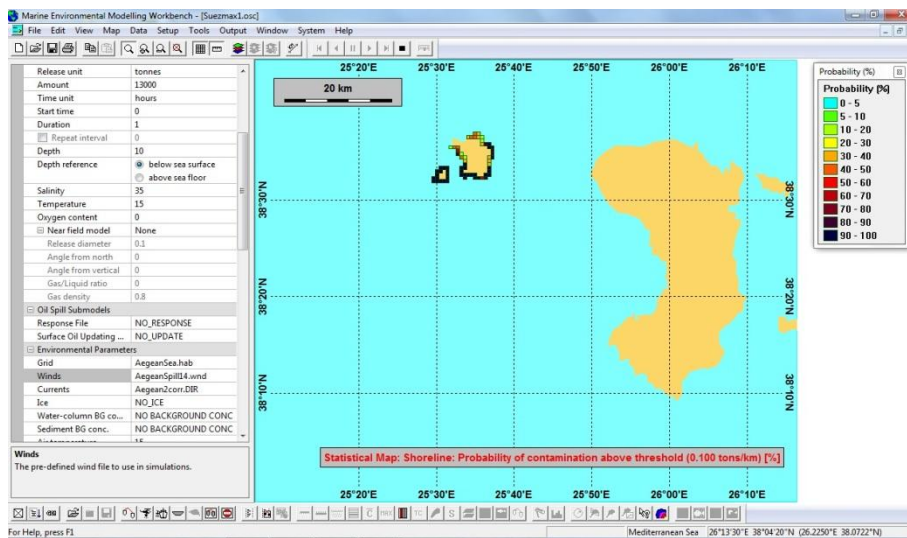 Marine Environmental Modelling Workbench - [Suezmax1.osc]
File Edit View Map Data Setup Tools Output Window System Help
Release unit tonnes
Amount 13000
Time unit hours
Start time 0
Duration 1
Repeat interval 0
Depth 10
Depth reference below sea surface
above sea floor
Salinity 35
Temperature 15
Oxygen content 0
Near field model None
Release diameter 0.1
Angle from north 0
Angle from vertical 0
Gas/Liquid ratio 0
Gas density 0.8
Oil Spill Submodels
Response File NO_RESPONSE
Surface Oil Updating ... NO_UPDATE
Environmental Parameters
Grid AegeanSea.hab
Winds AegeanSpill14.wnd
Currents Aegean2corr.DIR
Ice NO_ICE
Water-column BG co... NO BACKGROUND CONC
Sediment BG conc. NO BACKGROUND CONC
Winds
The pre-defined wind file to use in simulations.
25°20'E 25°30'E 25°40'E 25°50'E 26°00'E 26°10'E
20 km
38°30'N 38°30'N
38°20'N 38°20'N
38°10'N 38°10'N
Statistical Map: Shoreline: Probability of contamination above threshold (0.100 tons/km) [%]
25°20'E 25°30'E 25°40'E 25°50'E 26°00'E 26°10'E
Probability (%)
Probability [%]
0 - 5
5 - 10
10 - 20
20 - 30
30 - 40
40 - 50
50 - 60
60 - 70
70 - 80
80 - 90
90 - 100
For Help, press F1
Mediterranean Sea 26°13'30"E 38°04'20"N (26.2250°E 38.0722°N)